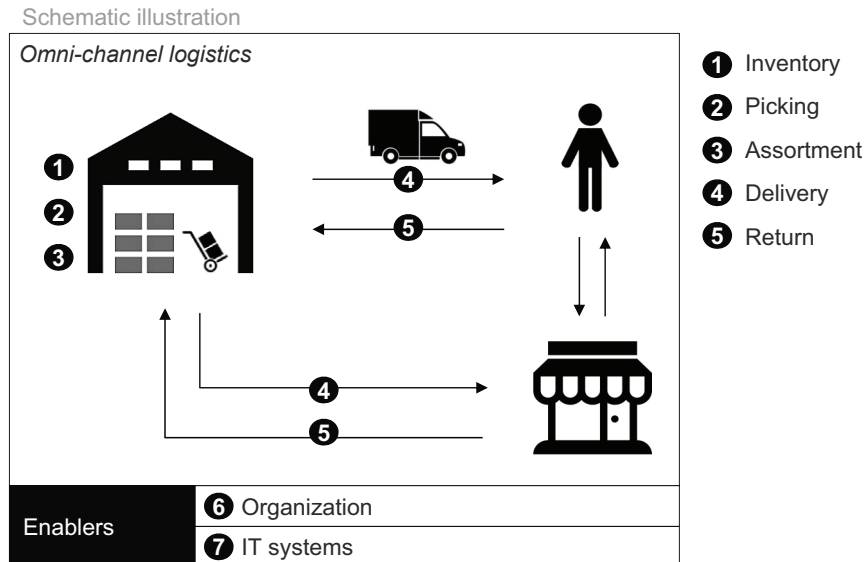 Schematic illustration
Omni-channel logistics
1
2
3
4
5
4
5
1 Inventory
2 Picking
3 Assortment
4 Delivery
5 Return
Enablers
6 Organization
7 IT systems